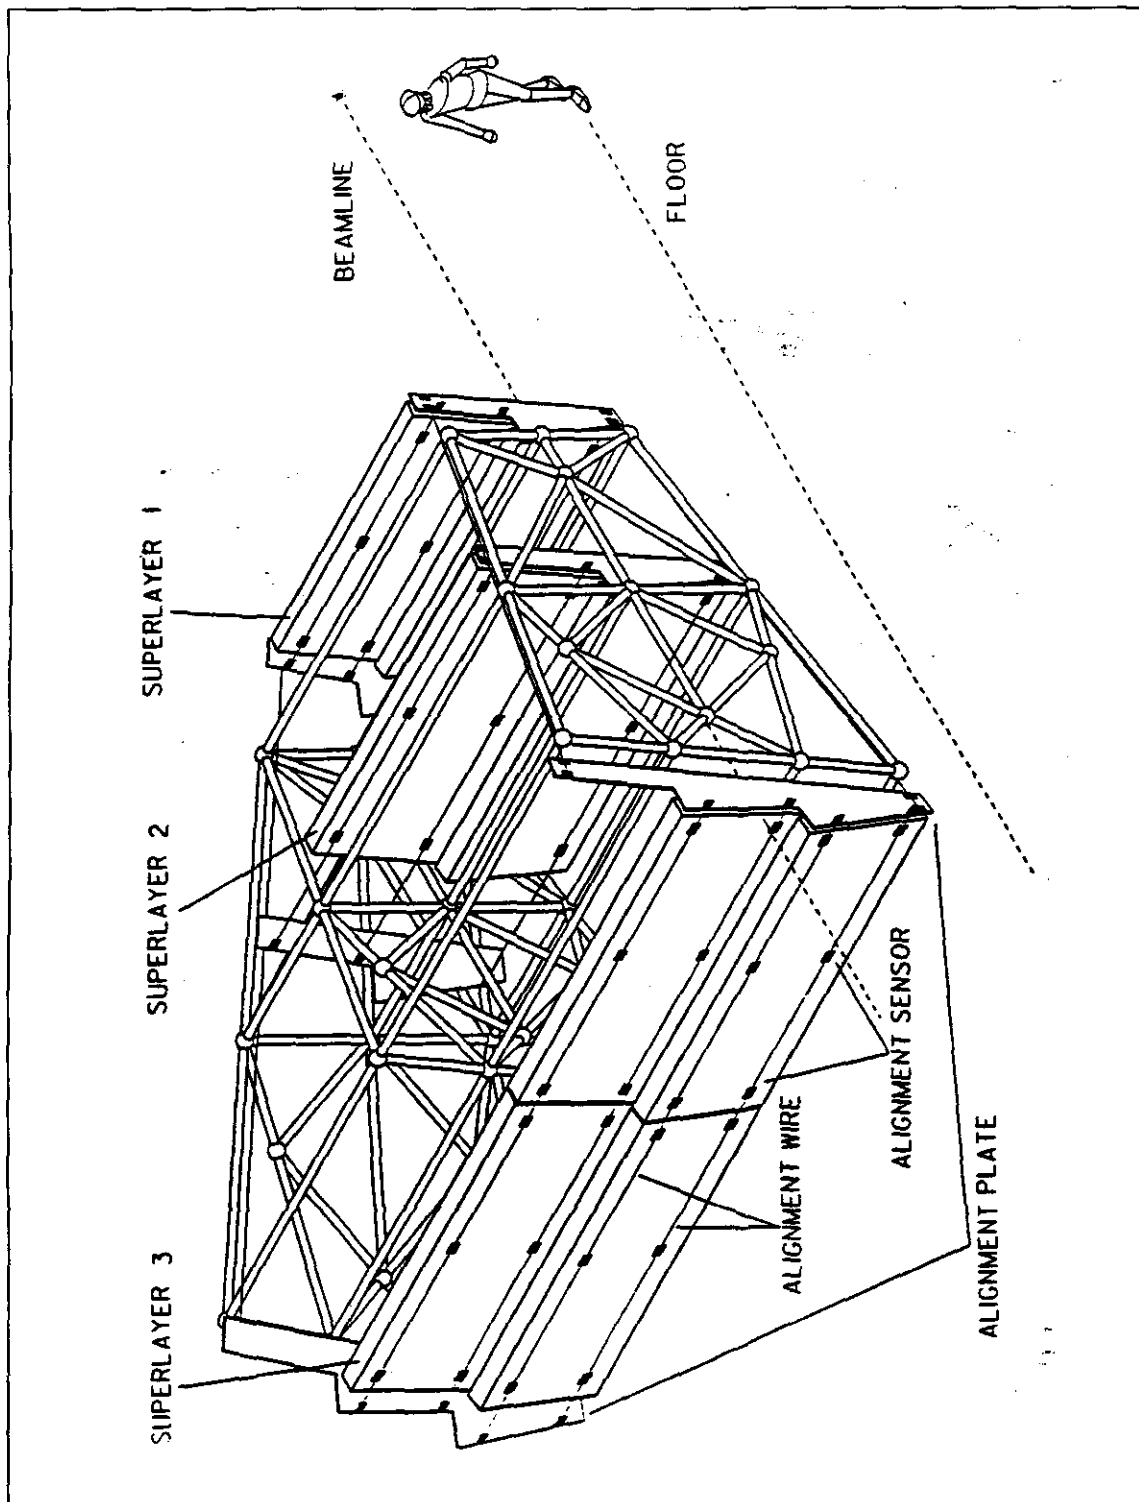 SUPERLAYER 3
SUPERLAYER 2
SUPERLAYER 1
BEAMLINE
FLOOR
ALIGNMENT WIRE
ALIGNMENT SENSOR
ALIGNMENT PLATE